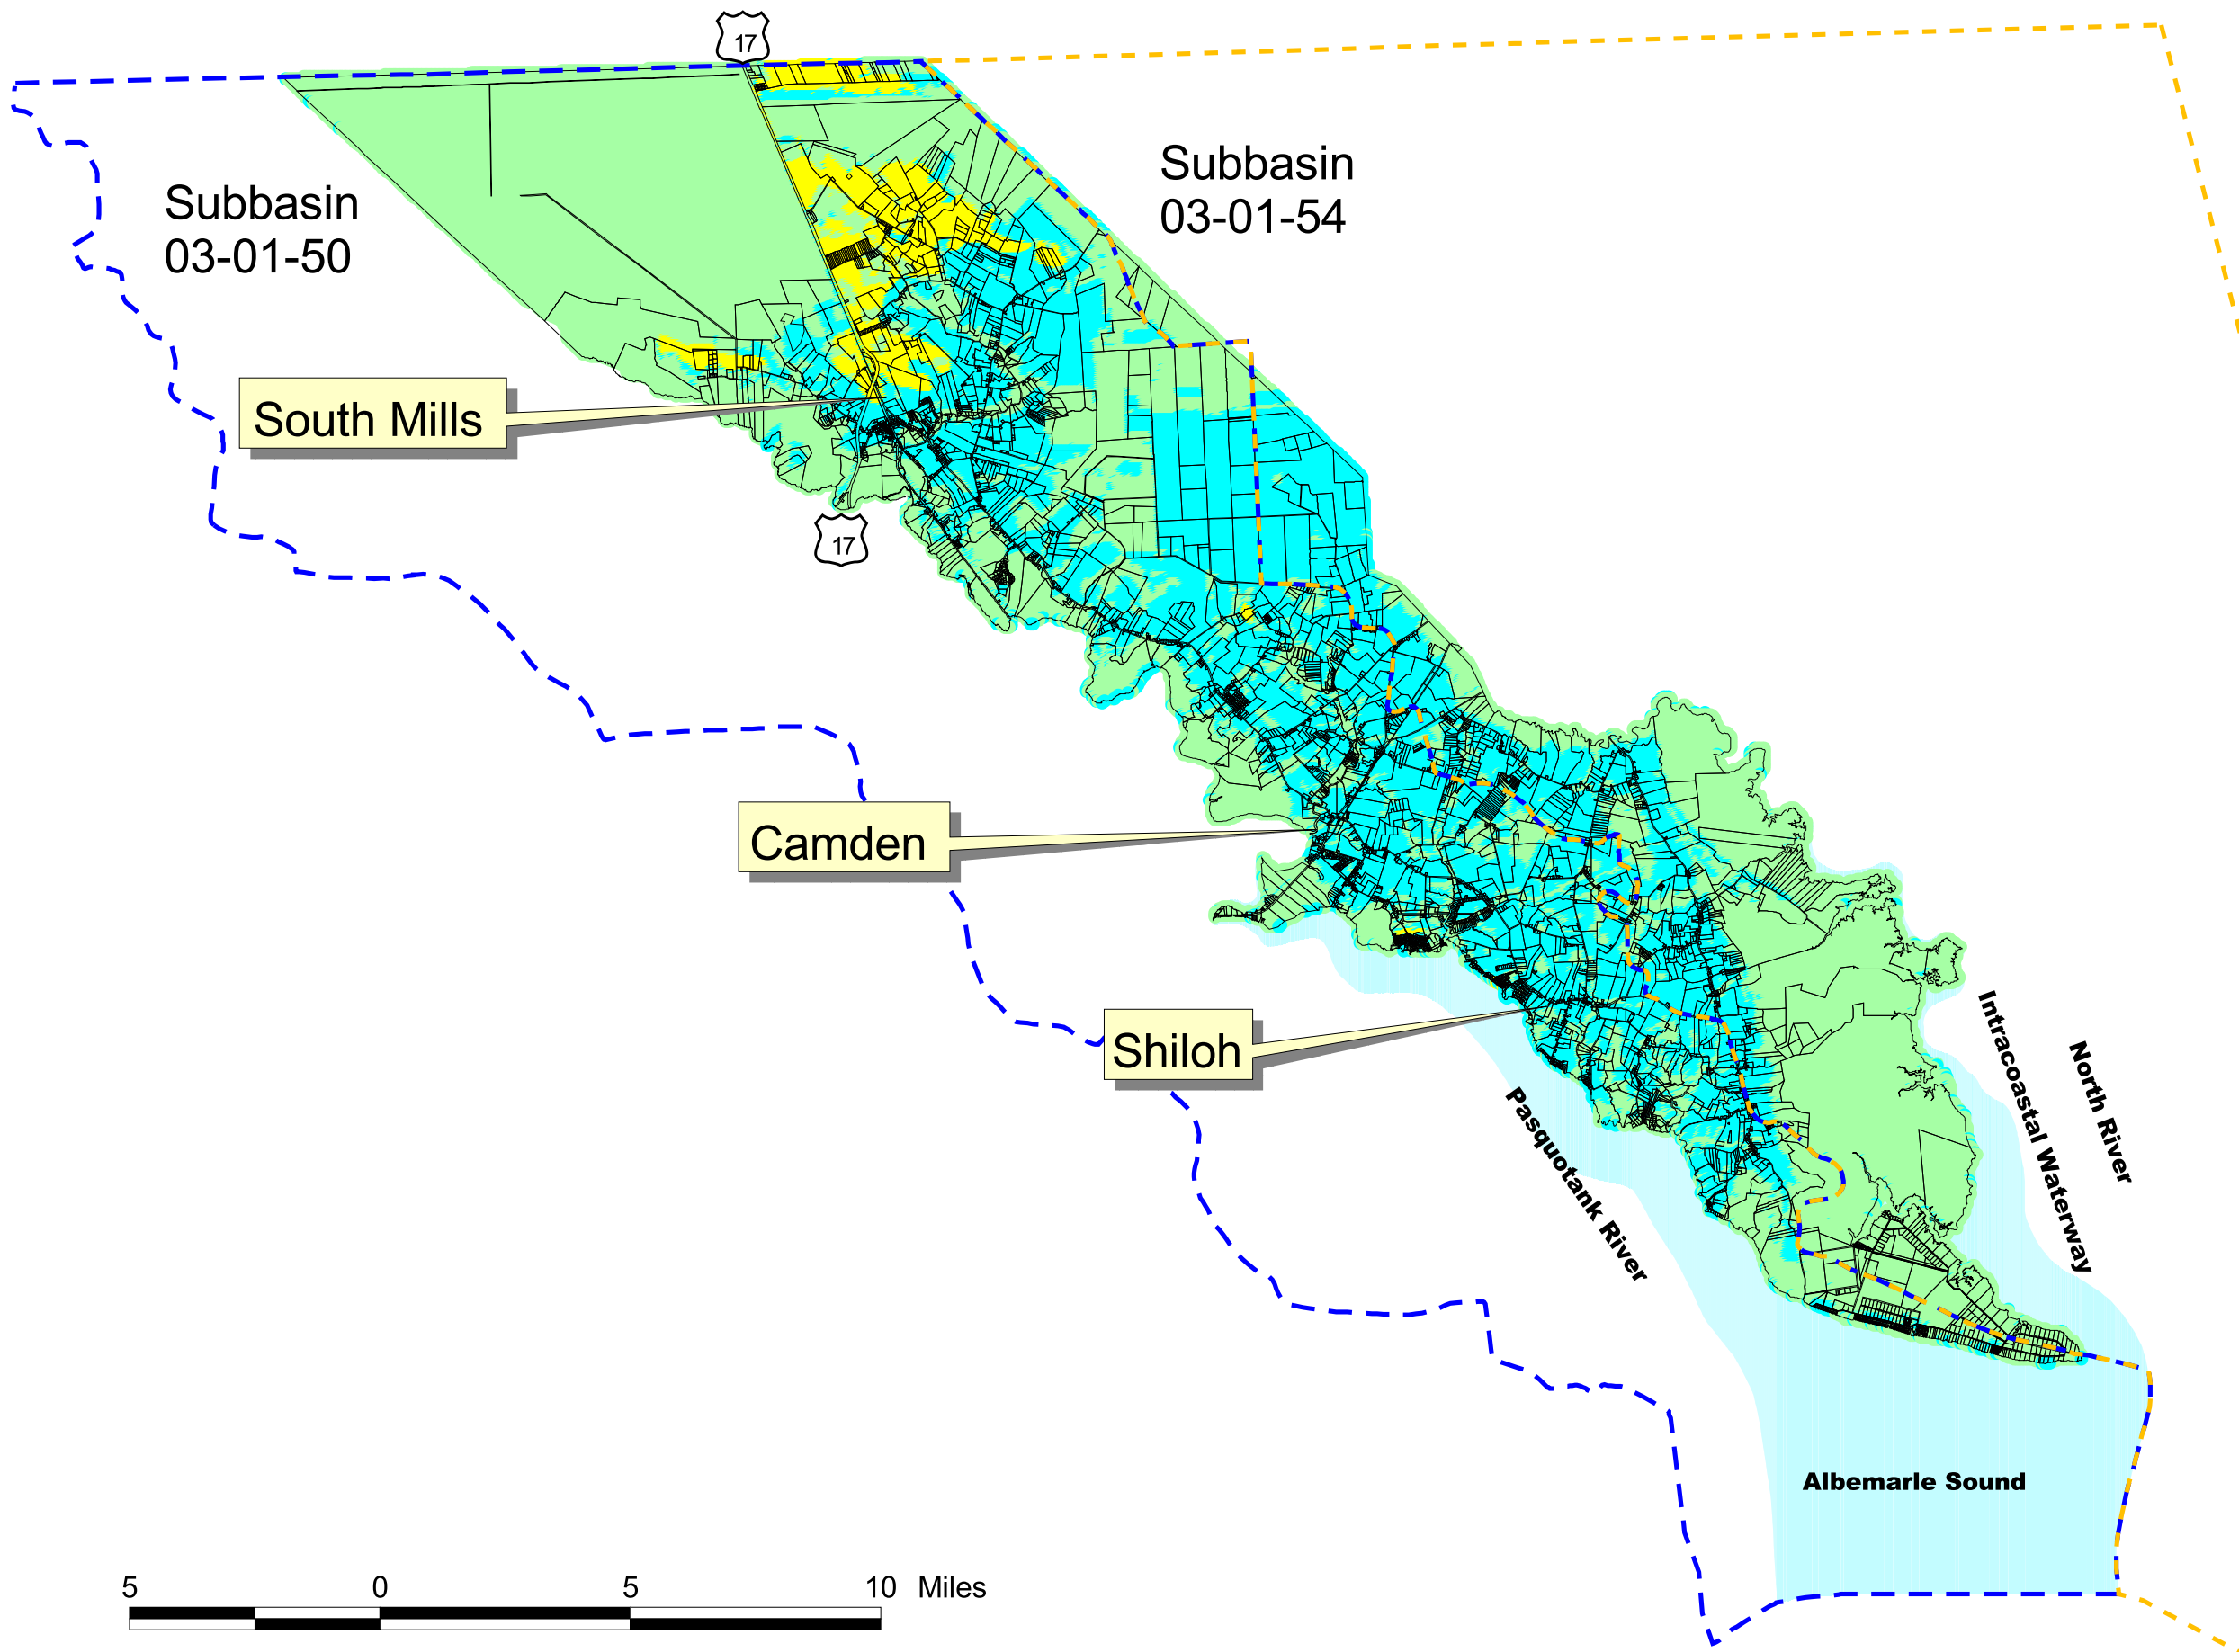 17
Subbasin
03-01-54
Subbasin
03-01-50
South Mills
17
Camden
Shiloh
Intracoastal Waterway
North River
Pasquotank River
Albemarle Sound
5 0 5 10 Miles